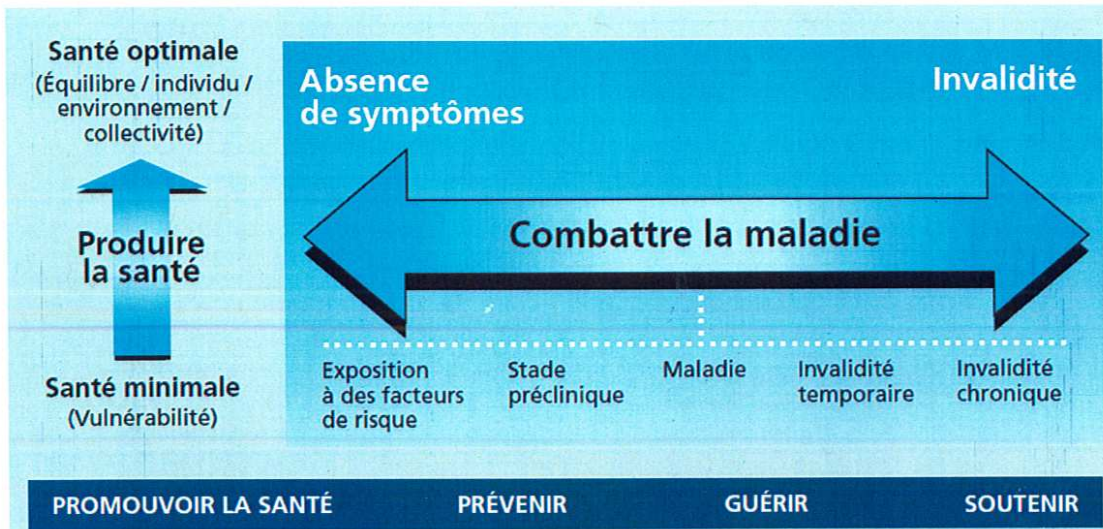 Santé optimale
(Équilibre / individu /
environnement /
collectivité)
Produire
la santé
Santé minimale
(Vulnérabilité)
Absence
de symptômes
Invalidité
Combattre la maladie
Exposition
à des facteurs
de risque
Stade
préclinique
Maladie
Invalidité
temporaire
Invalidité
chronique
PROMOUVOIR LA SANTÉ PRÉVENIR GUÉRIR SOUTENIR